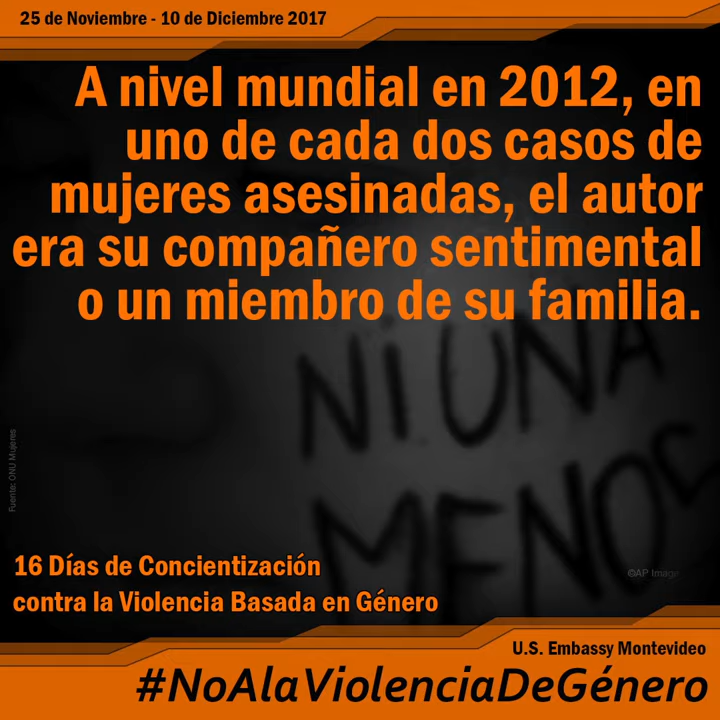 25 de Noviembre - 10 de Diciembre 2017
A nivel mundial en 2012, en
uno de cada dos casos de
mujeres asesinadas, el autor
era su compañero sentimental
o un miembro de su familia.
NI UNA
MENOS
Fuente: ONU Mujeres
©AP Image
16 Días de Concientización
contra la Violencia Basada en Género
U.S. Embassy Montevideo
#NoAlaViolenciaDeGénero